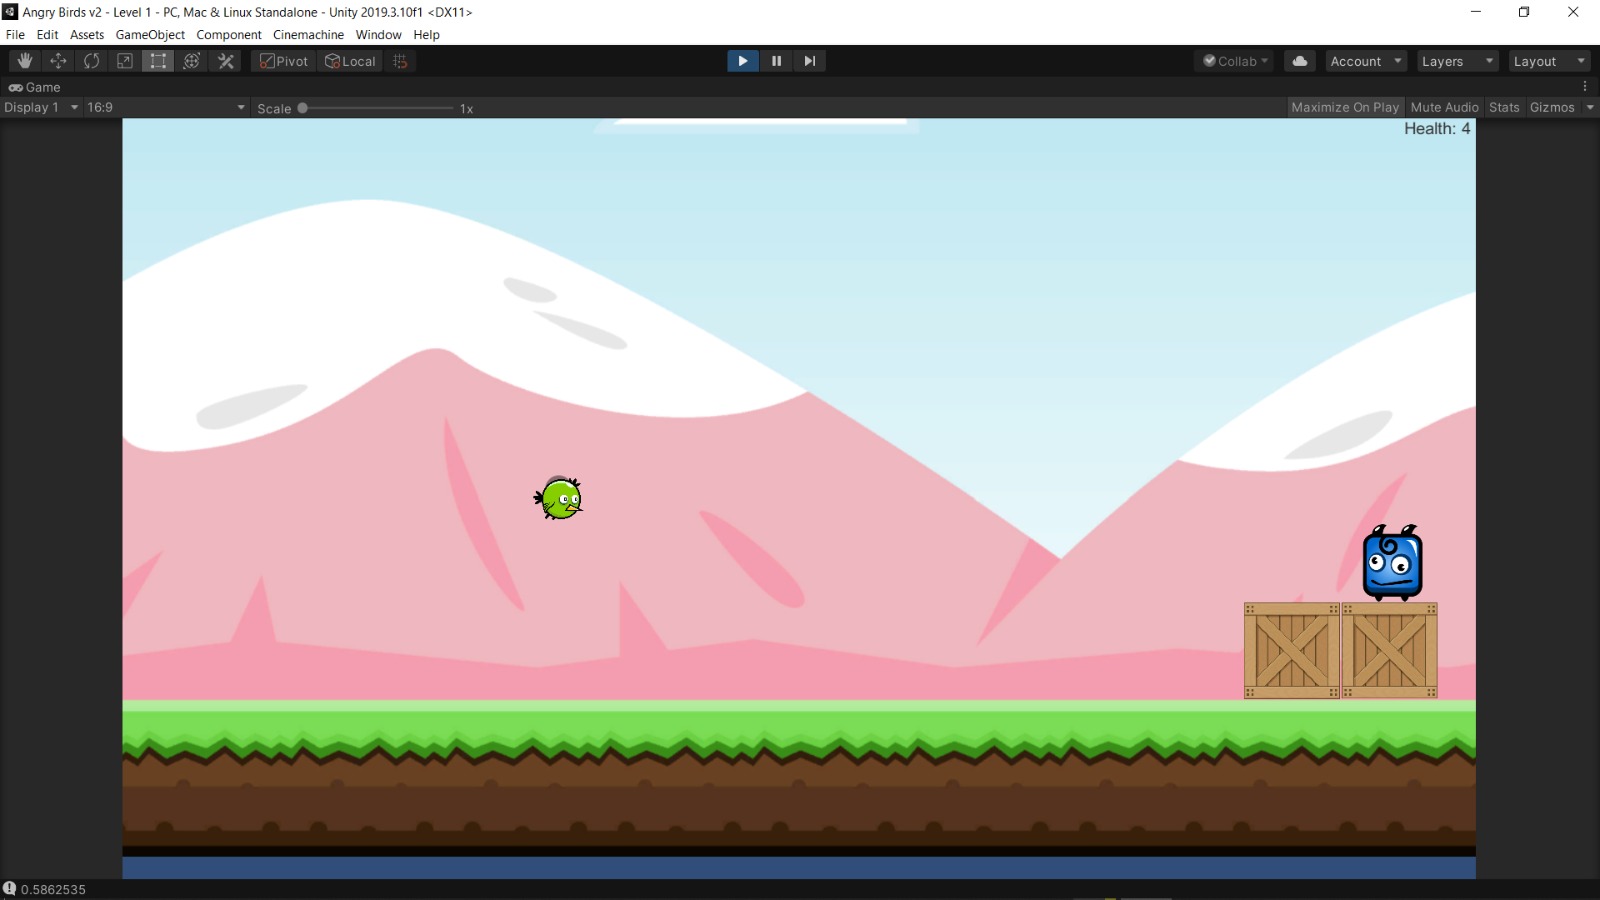 Angry Birds v2 - Level 1 - PC, Mac & Linux Standalone - Unity 2019.3.10f1 <DX11>
File Edit Assets GameObject Component Cinemachine Window Help
Pivot Local Collab Account Layers Layout
Game
Display 1 16:9 Scale 1x Maximize On Play Mute Audio Stats Gizmos
Health: 4
0.5862535